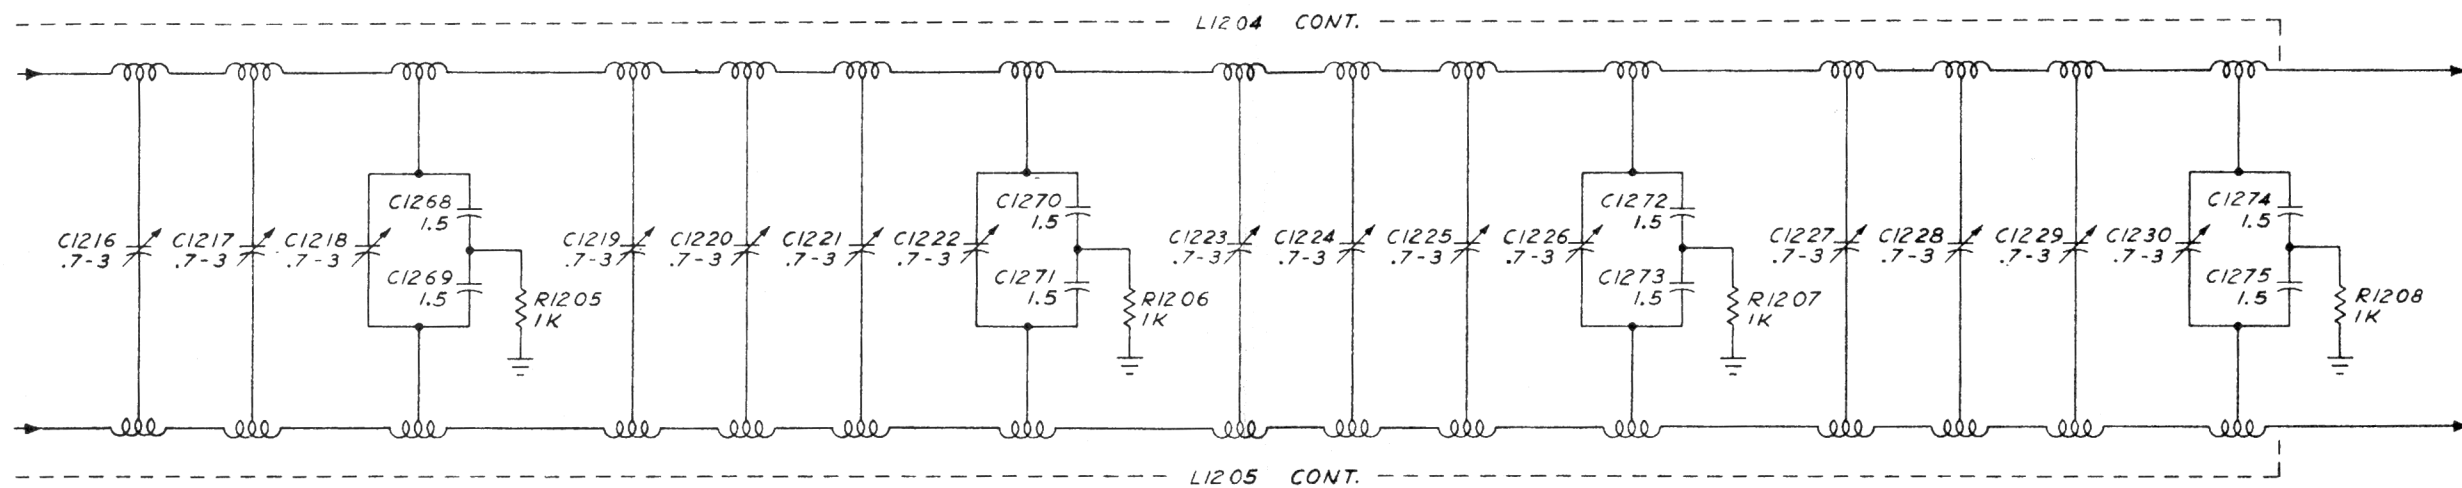 L1204 CONT.
C1268
1.5
C1270
1.5
C1272
1.5
C1274
1.5
C1216
.7-3
C1217
.7-3
C1218
.7-3
C1219
.7-3
C1220
.7-3
C1221
.7-3
C1222
.7-3
C1223
.7-3
C1224
.7-3
C1225
.7-3
C1226
.7-3
C1227
.7-3
C1228
.7-3
C1229
.7-3
C1230
.7-3
C1269
1.5
C1271
1.5
C1273
1.5
C1275
1.5
R1205
1K
R1206
1K
R1207
1K
R1208
1K
L1205 CONT.